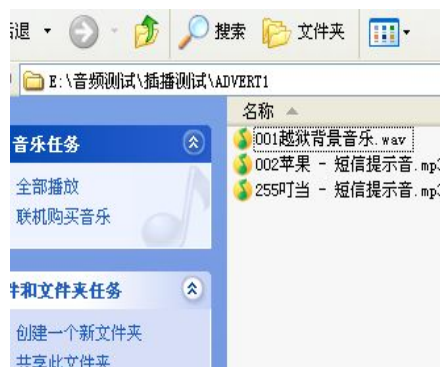 后退 搜索 文件夹
E:\音频测试\插播测试\ADVERT1
名称
音乐任务
001越狱背景音乐.wav
002苹果 - 短信提示音.mp3
全部播放
255叮当 - 短信提示音.mp3
联机购买音乐
件和文件夹任务
创建一个新文件夹
共享此文件夹